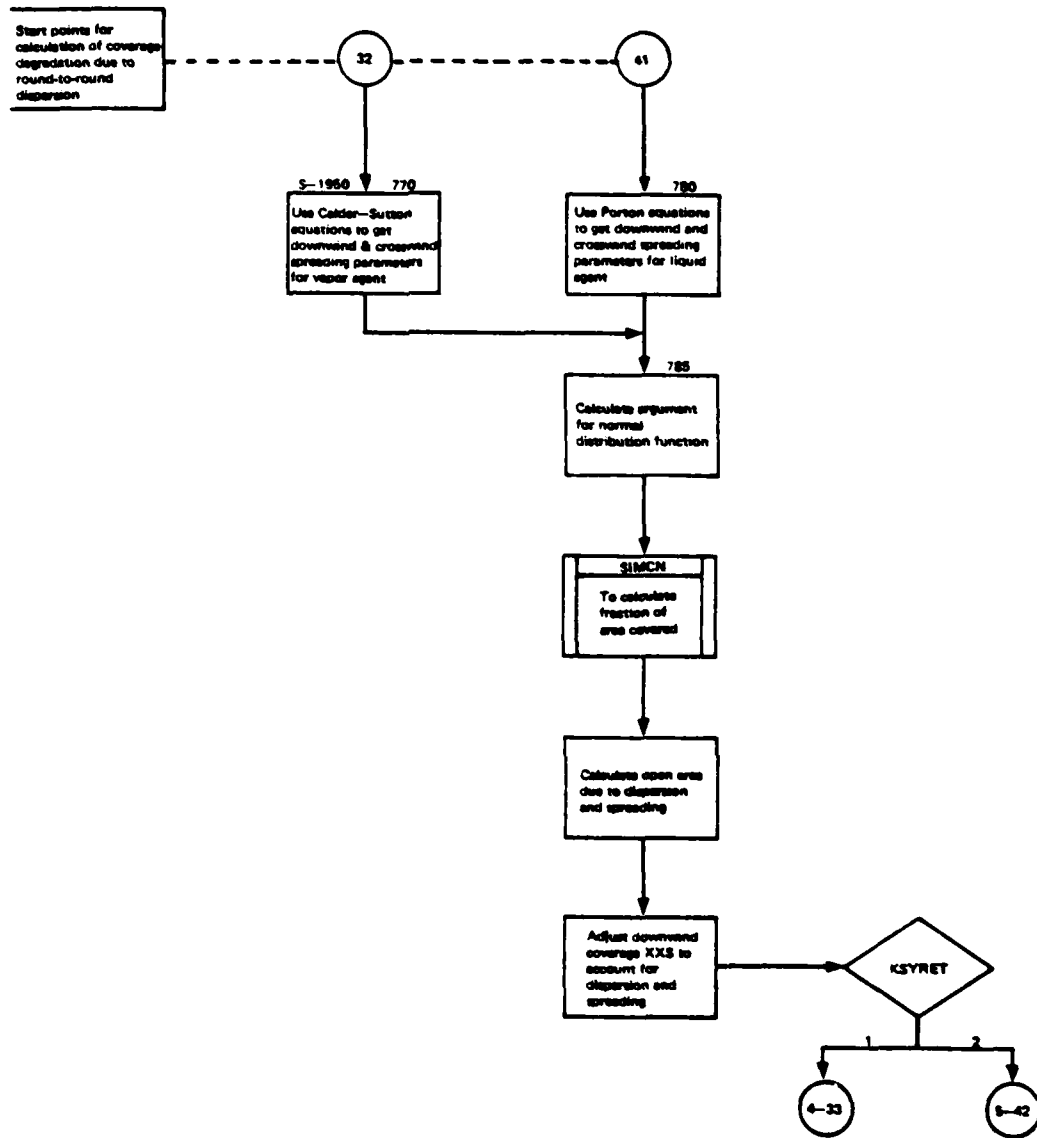 Start points for
calculation of coverage
degradation due to
round-to-round
dispersion
32
41
S-1950 770
Use Calder-Sutton
equations to get
downwind & crosswind
spreading parameters
for vapor agent
780
Use Porton equations
to get downwind and
crosswind spreading
parameters for liquid
agent
785
Calculate argument
for normal
distribution function
SIMCN
To calculate
fraction of
area covered
Calculate open area
due to dispersion
and spreading
Adjust downwind
coverage XXS to
account for
dispersion and
spreading
KSYRET
1
2
4-33
5-42